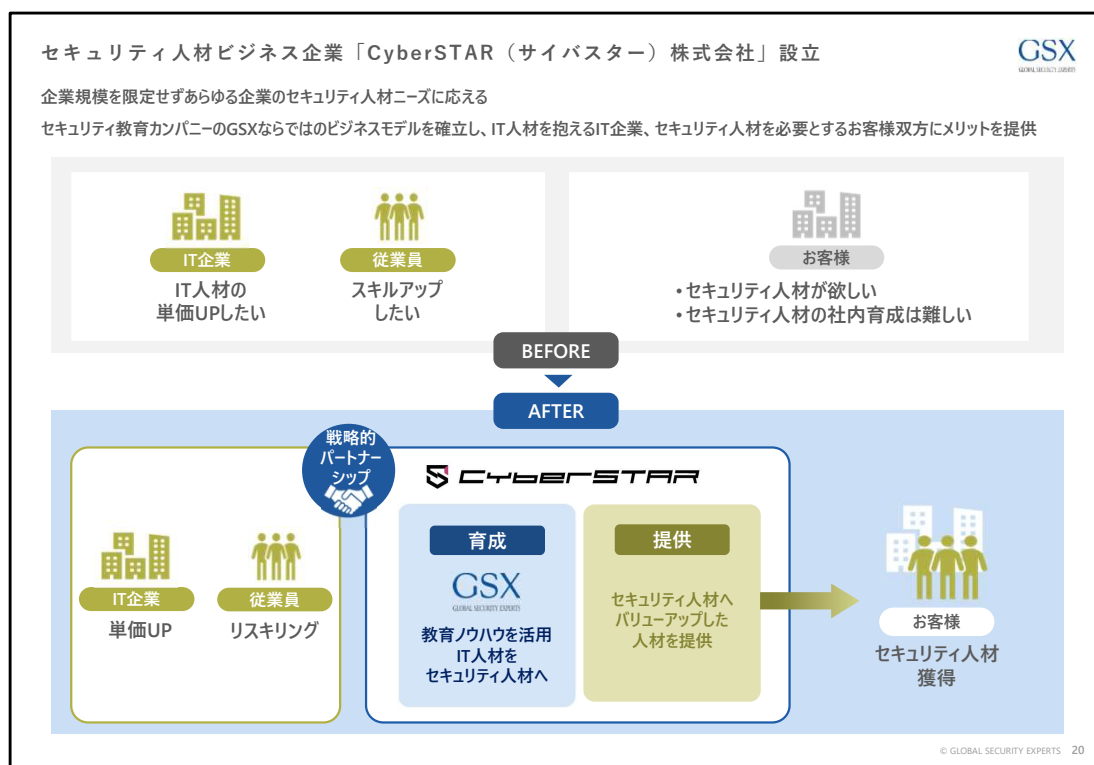 セキュリティ人材ビジネス企業「CyberSTAR（サイバスター）株式会社」設立
GSX
GLOBAL SECURITY EXPERTS
企業規模を限定せずあらゆる企業のセキュリティ人材ニーズに応える
セキュリティ教育カンパニーのGSXならではのビジネスモデルを確立し、IT人材を抱えるIT企業、セキュリティ人材を必要とするお客様双方にメリットを提供
IT企業
IT人材の
単価UPしたい
従業員
スキルアップ
したい
お客様
・セキュリティ人材が欲しい
・セキュリティ人材の社内育成は難しい
BEFORE
AFTER
戦略的
パートナー
シップ
IT企業
単価UP
従業員
リスキリング
CyberSTAR
育成
GSX
GLOBAL SECURITY EXPERTS
教育ノウハウを活用
IT人材を
セキュリティ人材へ
提供
セキュリティ人材へ
バリューアップした
人材を提供
お客様
セキュリティ人材
獲得
© GLOBAL SECURITY EXPERTS 20